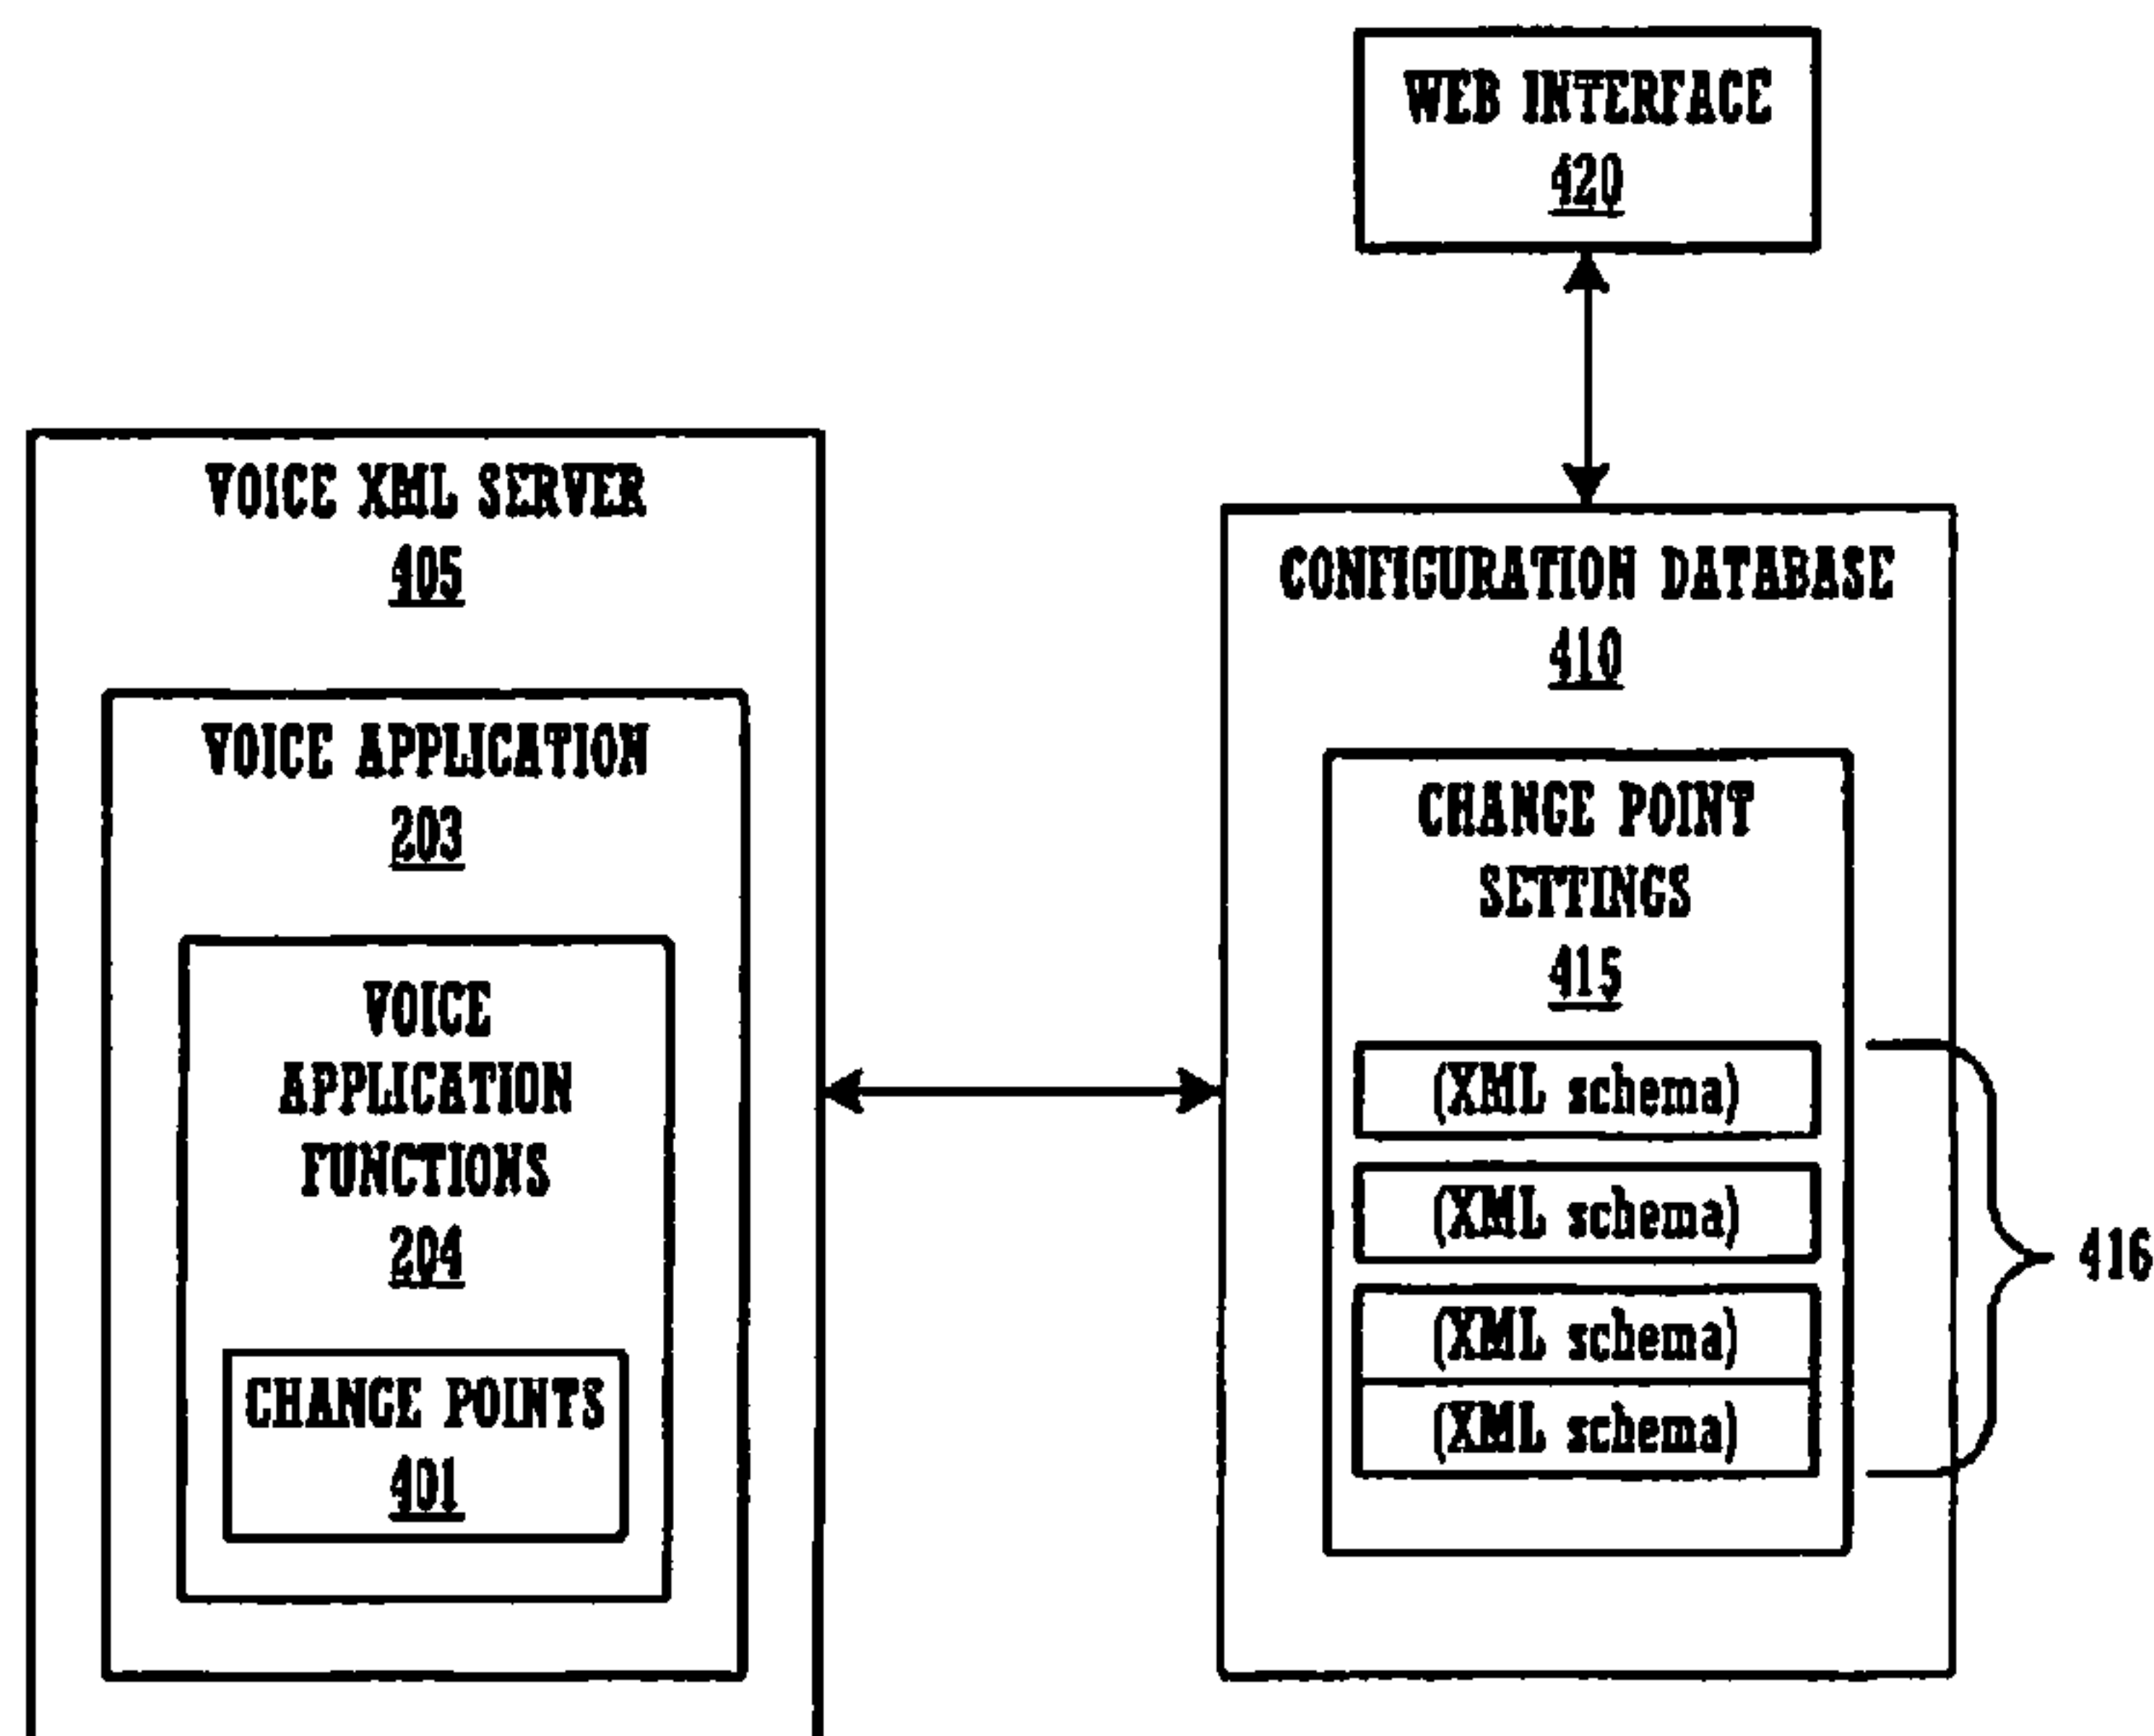 WEB INTERFACE
420
VOICE XML SERVER
405
VOICE APPLICATION
203
VOICE
APPLICATION
FUNCTIONS
204
CHANGE POINTS
401
CONFIGURATION DATABASE
410
CHANGE POINT
SETTINGS
415
(XML schema)
(XML schema)
(XML schema)
(XML schema)
416